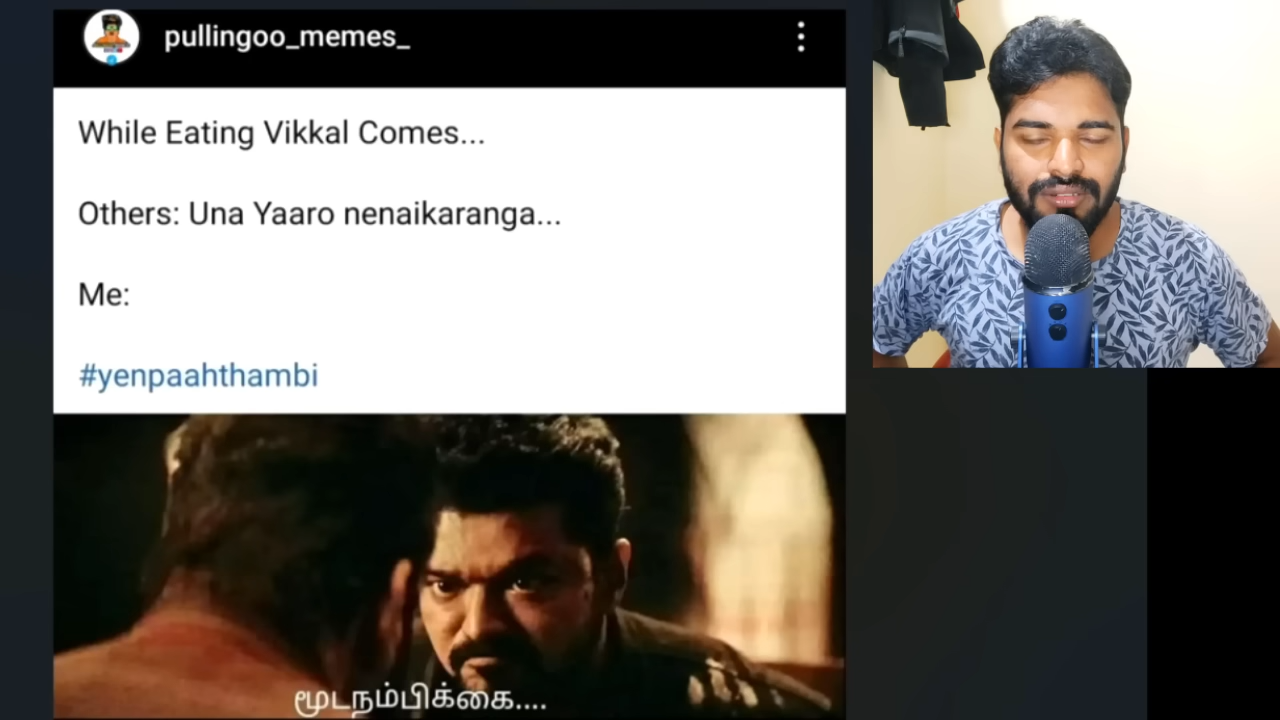 pullingoo_memes_
While Eating Vikkal Comes...
Others: Una Yaaro nenaikaranga...
Me:
#yenpaahthambi
மூடநம்பிக்கை....